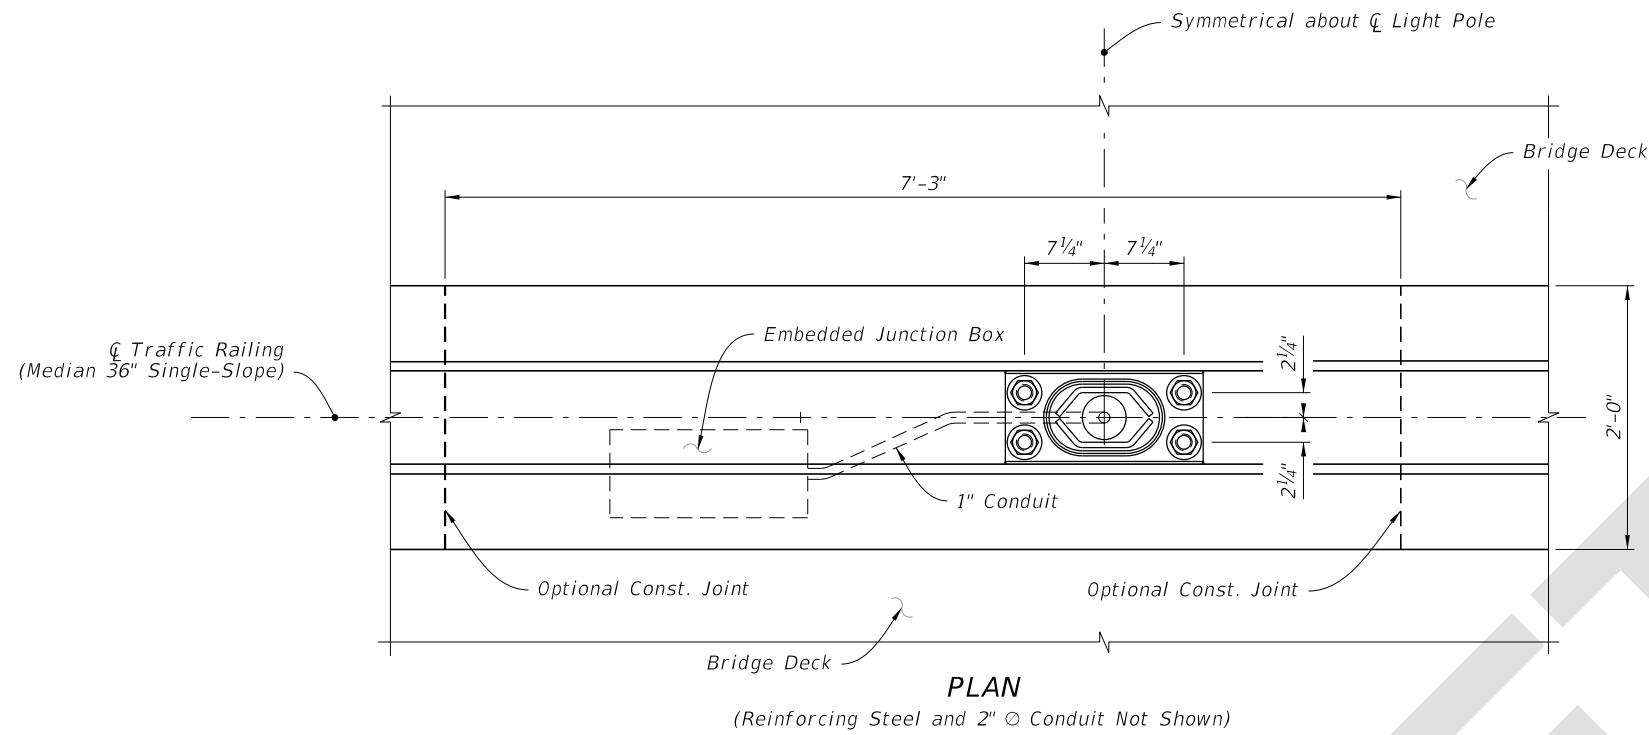 Symmetrical about ℄ Light Pole
Bridge Deck
7'-3"
7¼"
7¼"
Embedded Junction Box
℄ Traffic Railing
(Median 36" Single-Slope)
2¼"
2'-0"
2¼"
1" Conduit
Optional Const. Joint
Optional Const. Joint
Bridge Deck
PLAN
(Reinforcing Steel and 2" ∅ Conduit Not Shown)